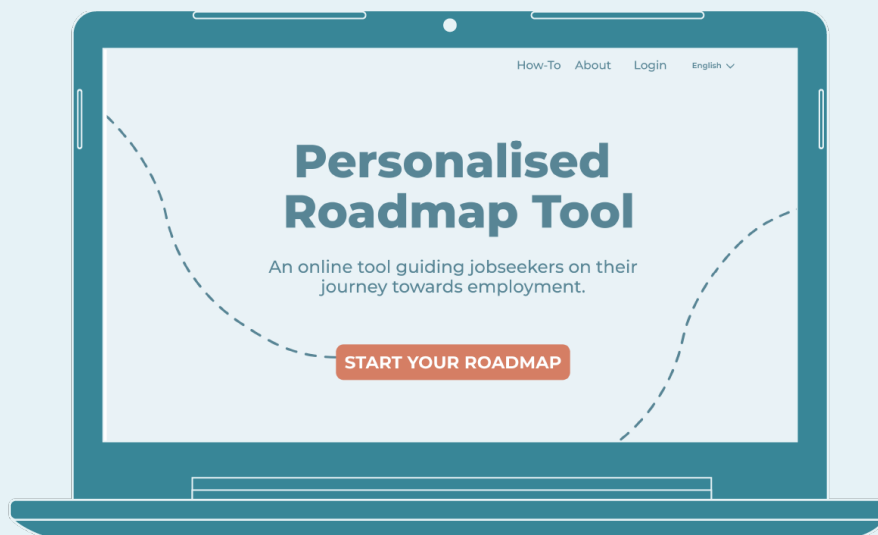 How-To About Login English
Personalised
Roadmap Tool
An online tool guiding jobseekers on their
journey towards employment.
START YOUR ROADMAP